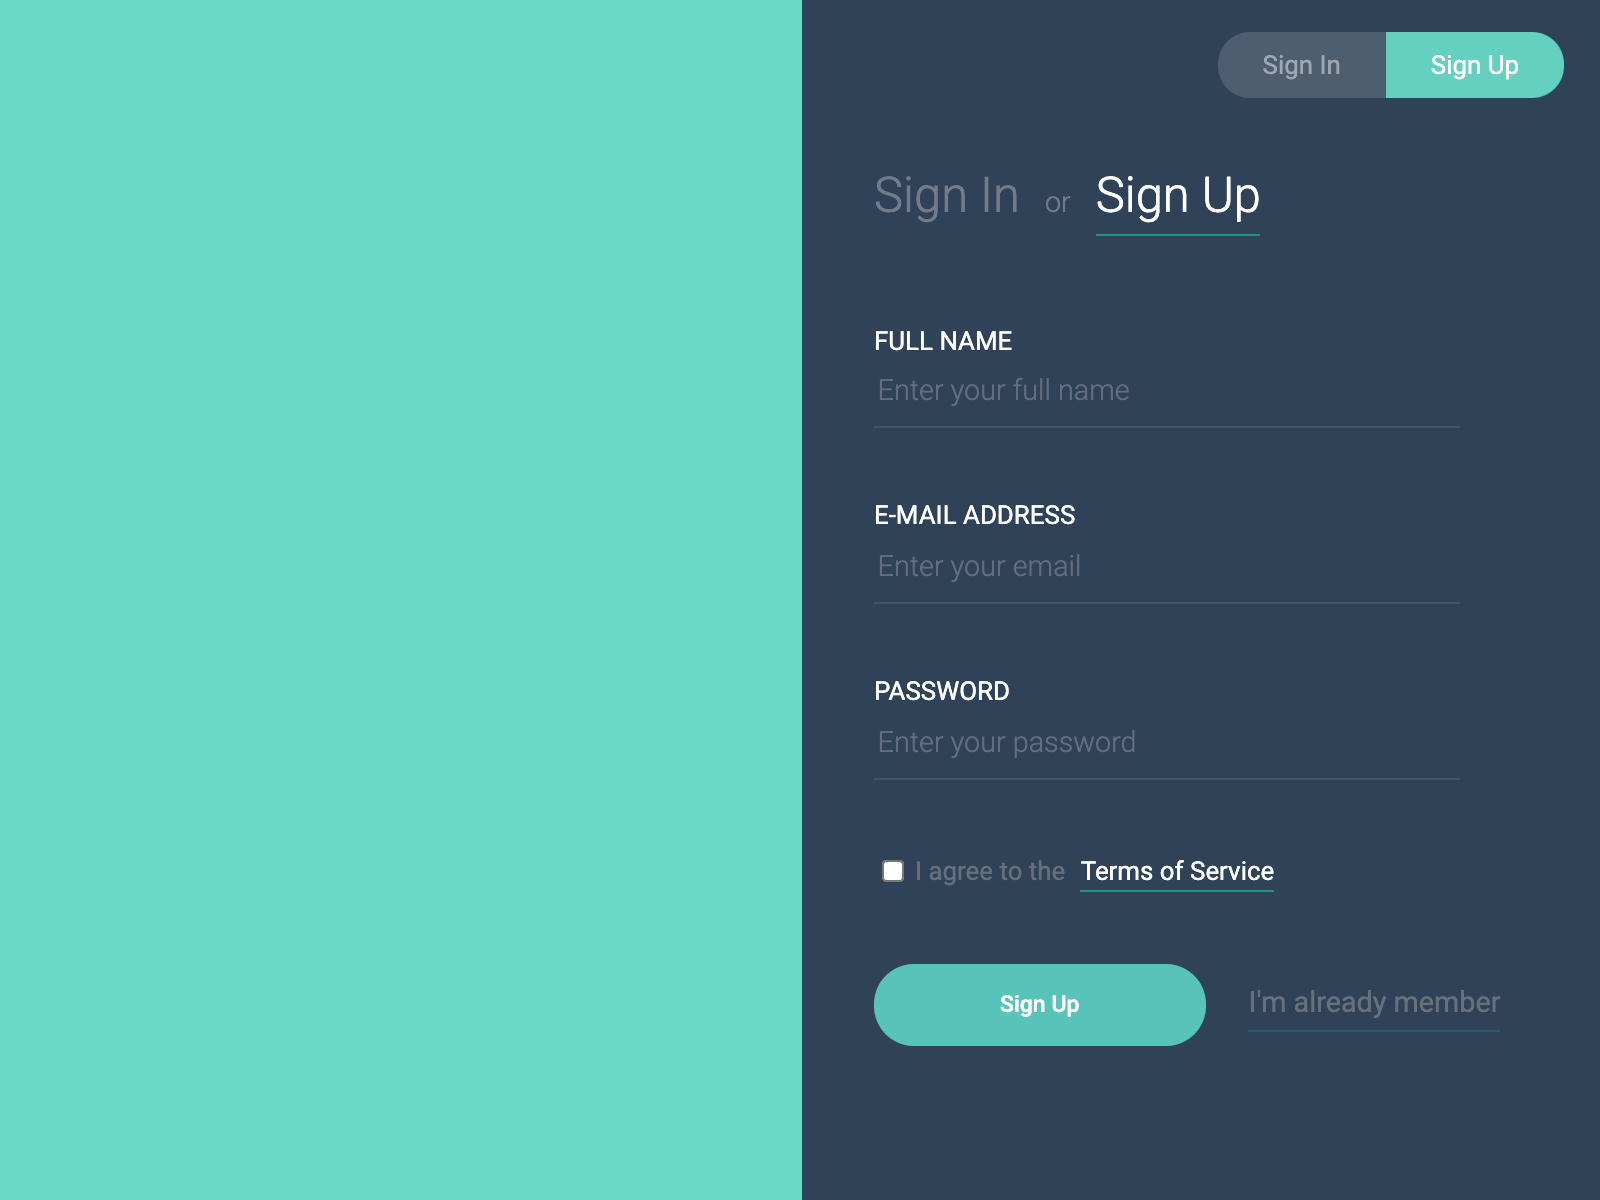 Sign In Sign Up
Sign In or Sign Up
FULL NAME
Enter your full name
E-MAIL ADDRESS
Enter your email
PASSWORD
Enter your password
I agree to the Terms of Service
Sign Up I'm already member